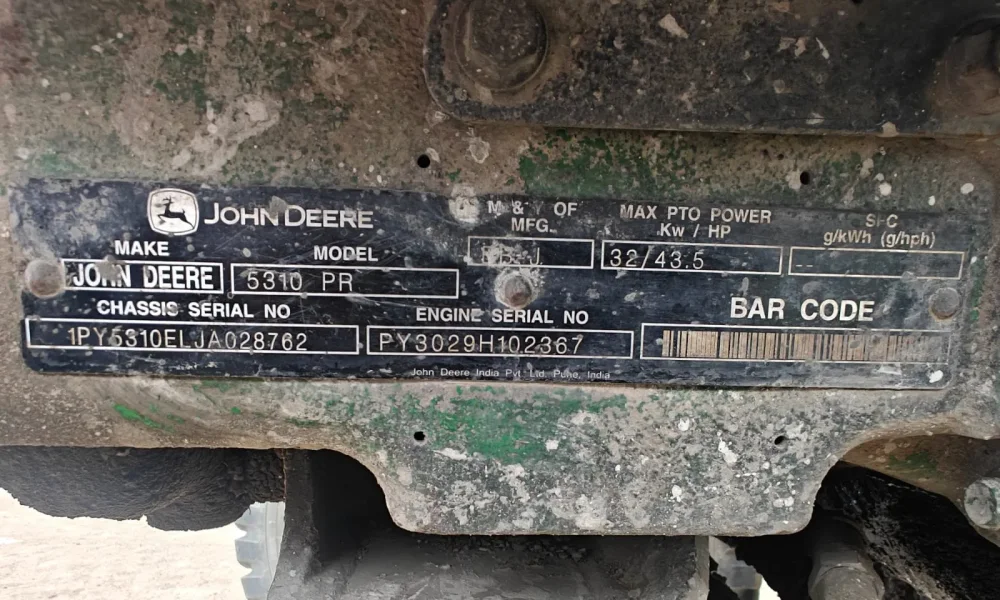 JOHN DEERE
M & Y OF MFG.
MAX PTO POWER Kw / HP
SFC g/kWh (g/hph)
MAKE
MODEL
J
32/43.5
--
JOHN DEERE
5310 PR
CHASSIS SERIAL NO
ENGINE SERIAL NO
BAR CODE
1PY5310ELJA028762
PY3029H102367
John Deere India Pvt. Ltd. Pune, India